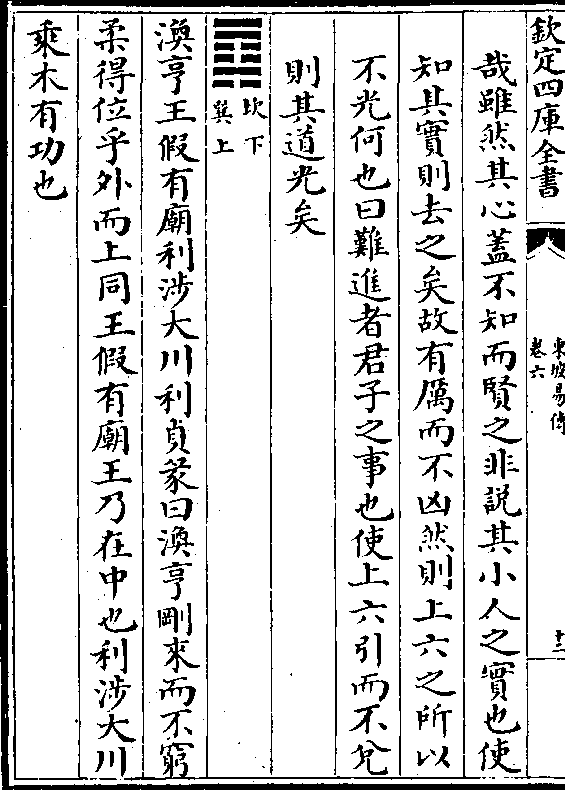 欽定四庫全書
東坡易傳
卷六
十二
哉雖然其心蓋不知而賢之非説其小人之實也使
知其實則去之矣故有厲而不凶然則上六之所以
不光何也曰難進者君子之事也使上六引而不兊
則其道光矣
坎下
巽上
渙亨王假有廟利涉大川利貞彖曰渙亨剛來而不窮
柔得位乎外而上同王假有廟王乃在中也利涉大川
乘木有功也